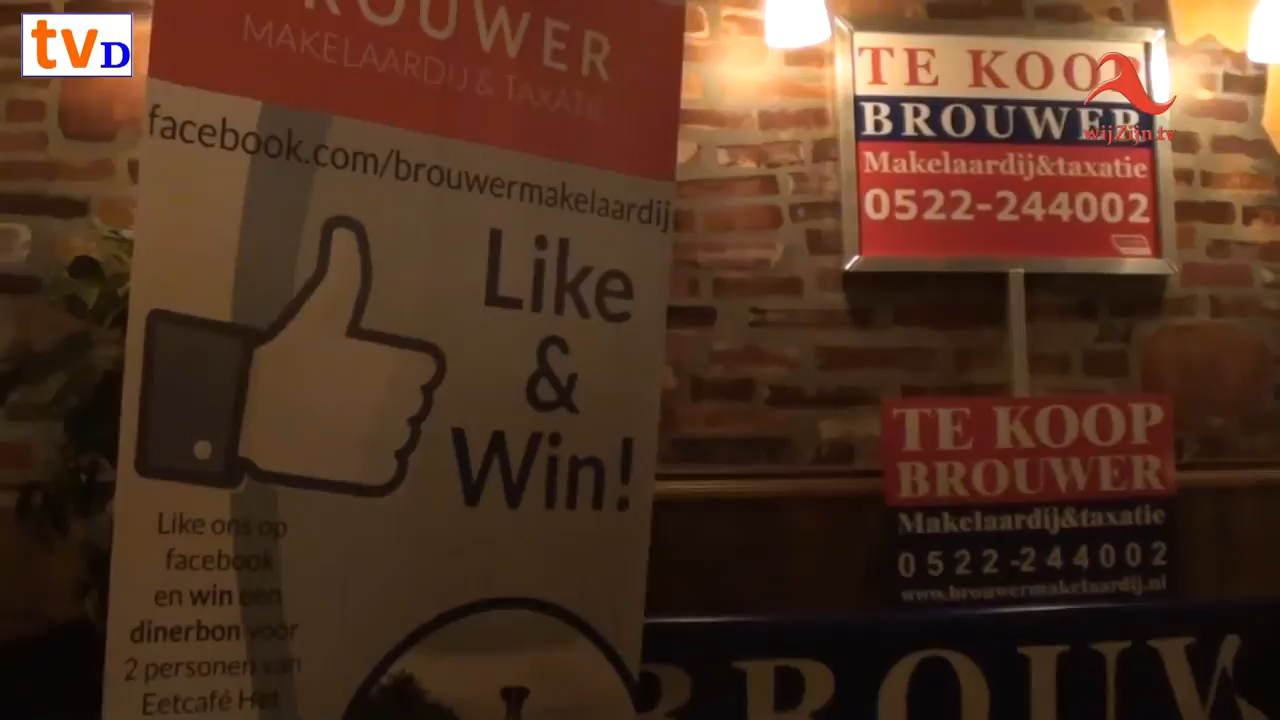 tvD
ROUWER
MAKELAARDIJ & TAXATIE
facebook.com/brouwermakelaardij
Like
&
Win!
Like ons op
facebook
en win een
dinerbon voor
2 personen van
Eetcafé Het
TE KOOP
BROUWER
wijZijn.tv
Makelaardij&taxatie
0522-244002
TE KOOP
BROUWER
Makelaardij&taxatie
0522-244002
www.brouwermakelaardij.nl
BROUW